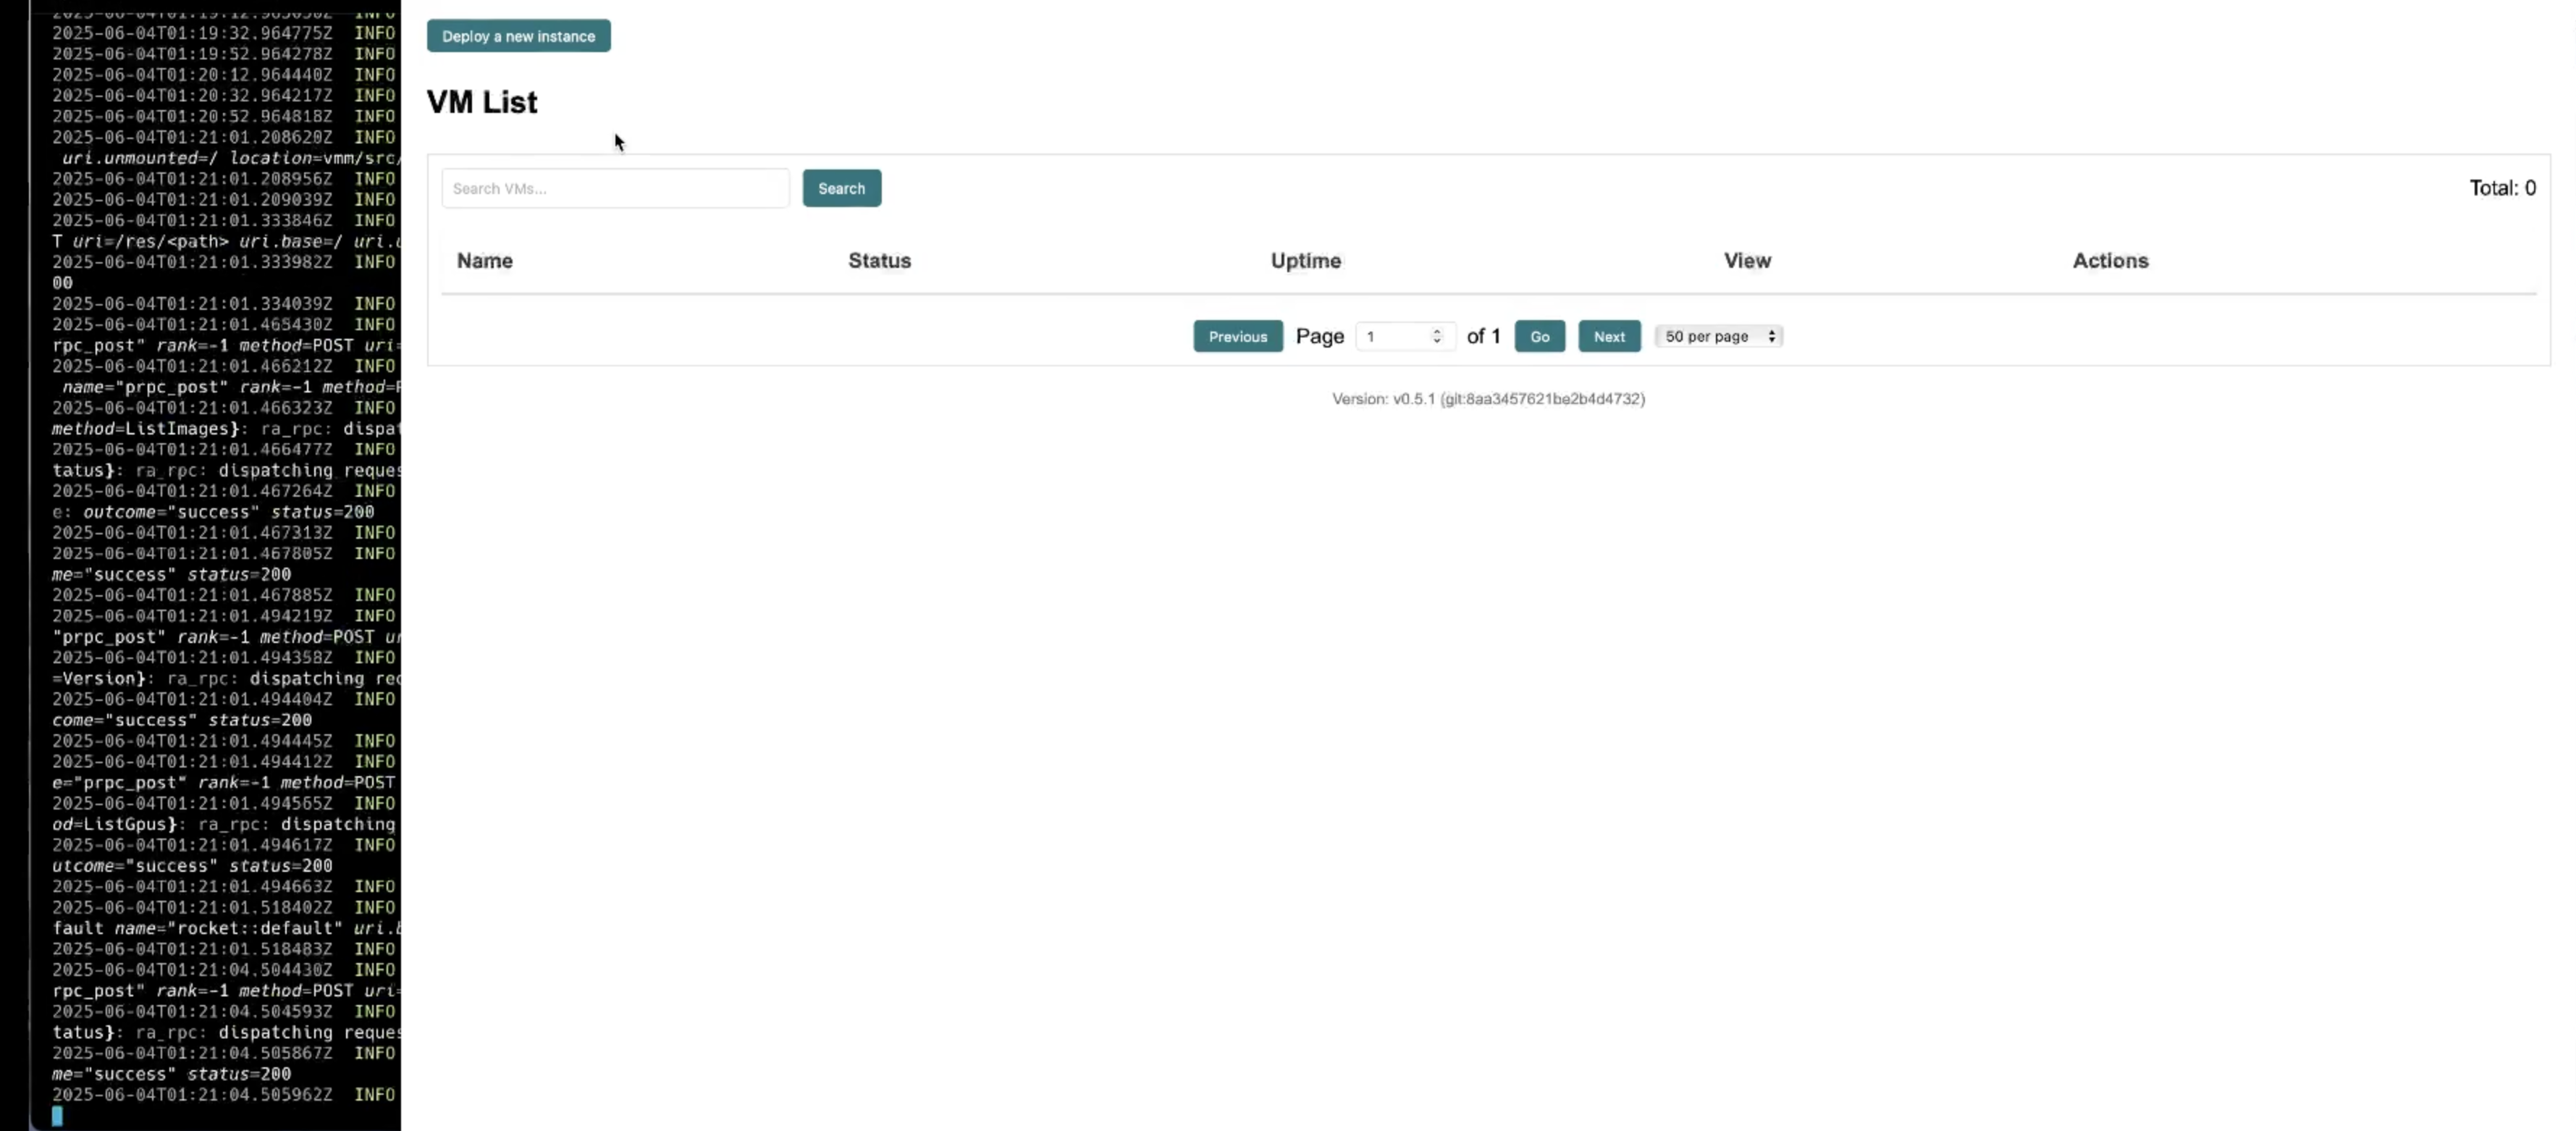 2025-06-04T01:19:32.964775Z INFO
2025-06-04T01:19:52.964278Z INFO
2025-06-04T01:20:12.964440Z INFO
2025-06-04T01:20:32.964217Z INFO
2025-06-04T01:20:52.964818Z INFO
2025-06-04T01:21:01.208620Z INFO
uri.unmounted=/ location=vmm/src/
2025-06-04T01:21:01.208956Z INFO
2025-06-04T01:21:01.209039Z INFO
2025-06-04T01:21:01.333846Z INFO
T uri=/res/<path> uri.base=/ uri.
2025-06-04T01:21:01.333982Z INFO
00
2025-06-04T01:21:01.334039Z INFO
2025-06-04T01:21:01.465430Z INFO
rpc_post" rank=-1 method=POST uri=
2025-06-04T01:21:01.466212Z INFO
name="prpc_post" rank=-1 method=P
2025-06-04T01:21:01.466323Z INFO
method=ListImages}: ra_rpc: dispat
2025-06-04T01:21:01.466477Z INFO
tatus}: ra_rpc: dispatching reques
2025-06-04T01:21:01.467264Z INFO
e: outcome="success" status=200
2025-06-04T01:21:01.467313Z INFO
2025-06-04T01:21:01.467805Z INFO
me="success" status=200
2025-06-04T01:21:01.467885Z INFO
2025-06-04T01:21:01.494219Z INFO
"prpc_post" rank=-1 method=POST ur
2025-06-04T01:21:01.494358Z INFO
=Version}: ra_rpc: dispatching rec
2025-06-04T01:21:01.494404Z INFO
come="success" status=200
2025-06-04T01:21:01.494445Z INFO
2025-06-04T01:21:01.494412Z INFO
e="prpc_post" rank=-1 method=POST
2025-06-04T01:21:01.494565Z INFO
od=ListGpus}: ra_rpc: dispatching
2025-06-04T01:21:01.494617Z INFO
utcome="success" status=200
2025-06-04T01:21:01.494663Z INFO
2025-06-04T01:21:01.518402Z INFO
fault name="rocket::default" uri.b
2025-06-04T01:21:01.518483Z INFO
2025-06-04T01:21:04.504430Z INFO
rpc_post" rank=-1 method=POST uri=
2025-06-04T01:21:04.504593Z INFO
tatus}: ra_rpc: dispatching reques
2025-06-04T01:21:04.505867Z INFO
me="success" status=200
2025-06-04T01:21:04.505962Z INFO
Deploy a new instance
VM List
Search VMs... Search Total: 0
Name Status Uptime View Actions
Previous Page 1 of 1 Go Next 50 per page
Version: v0.5.1 (git:8aa3457621be2b4d4732)